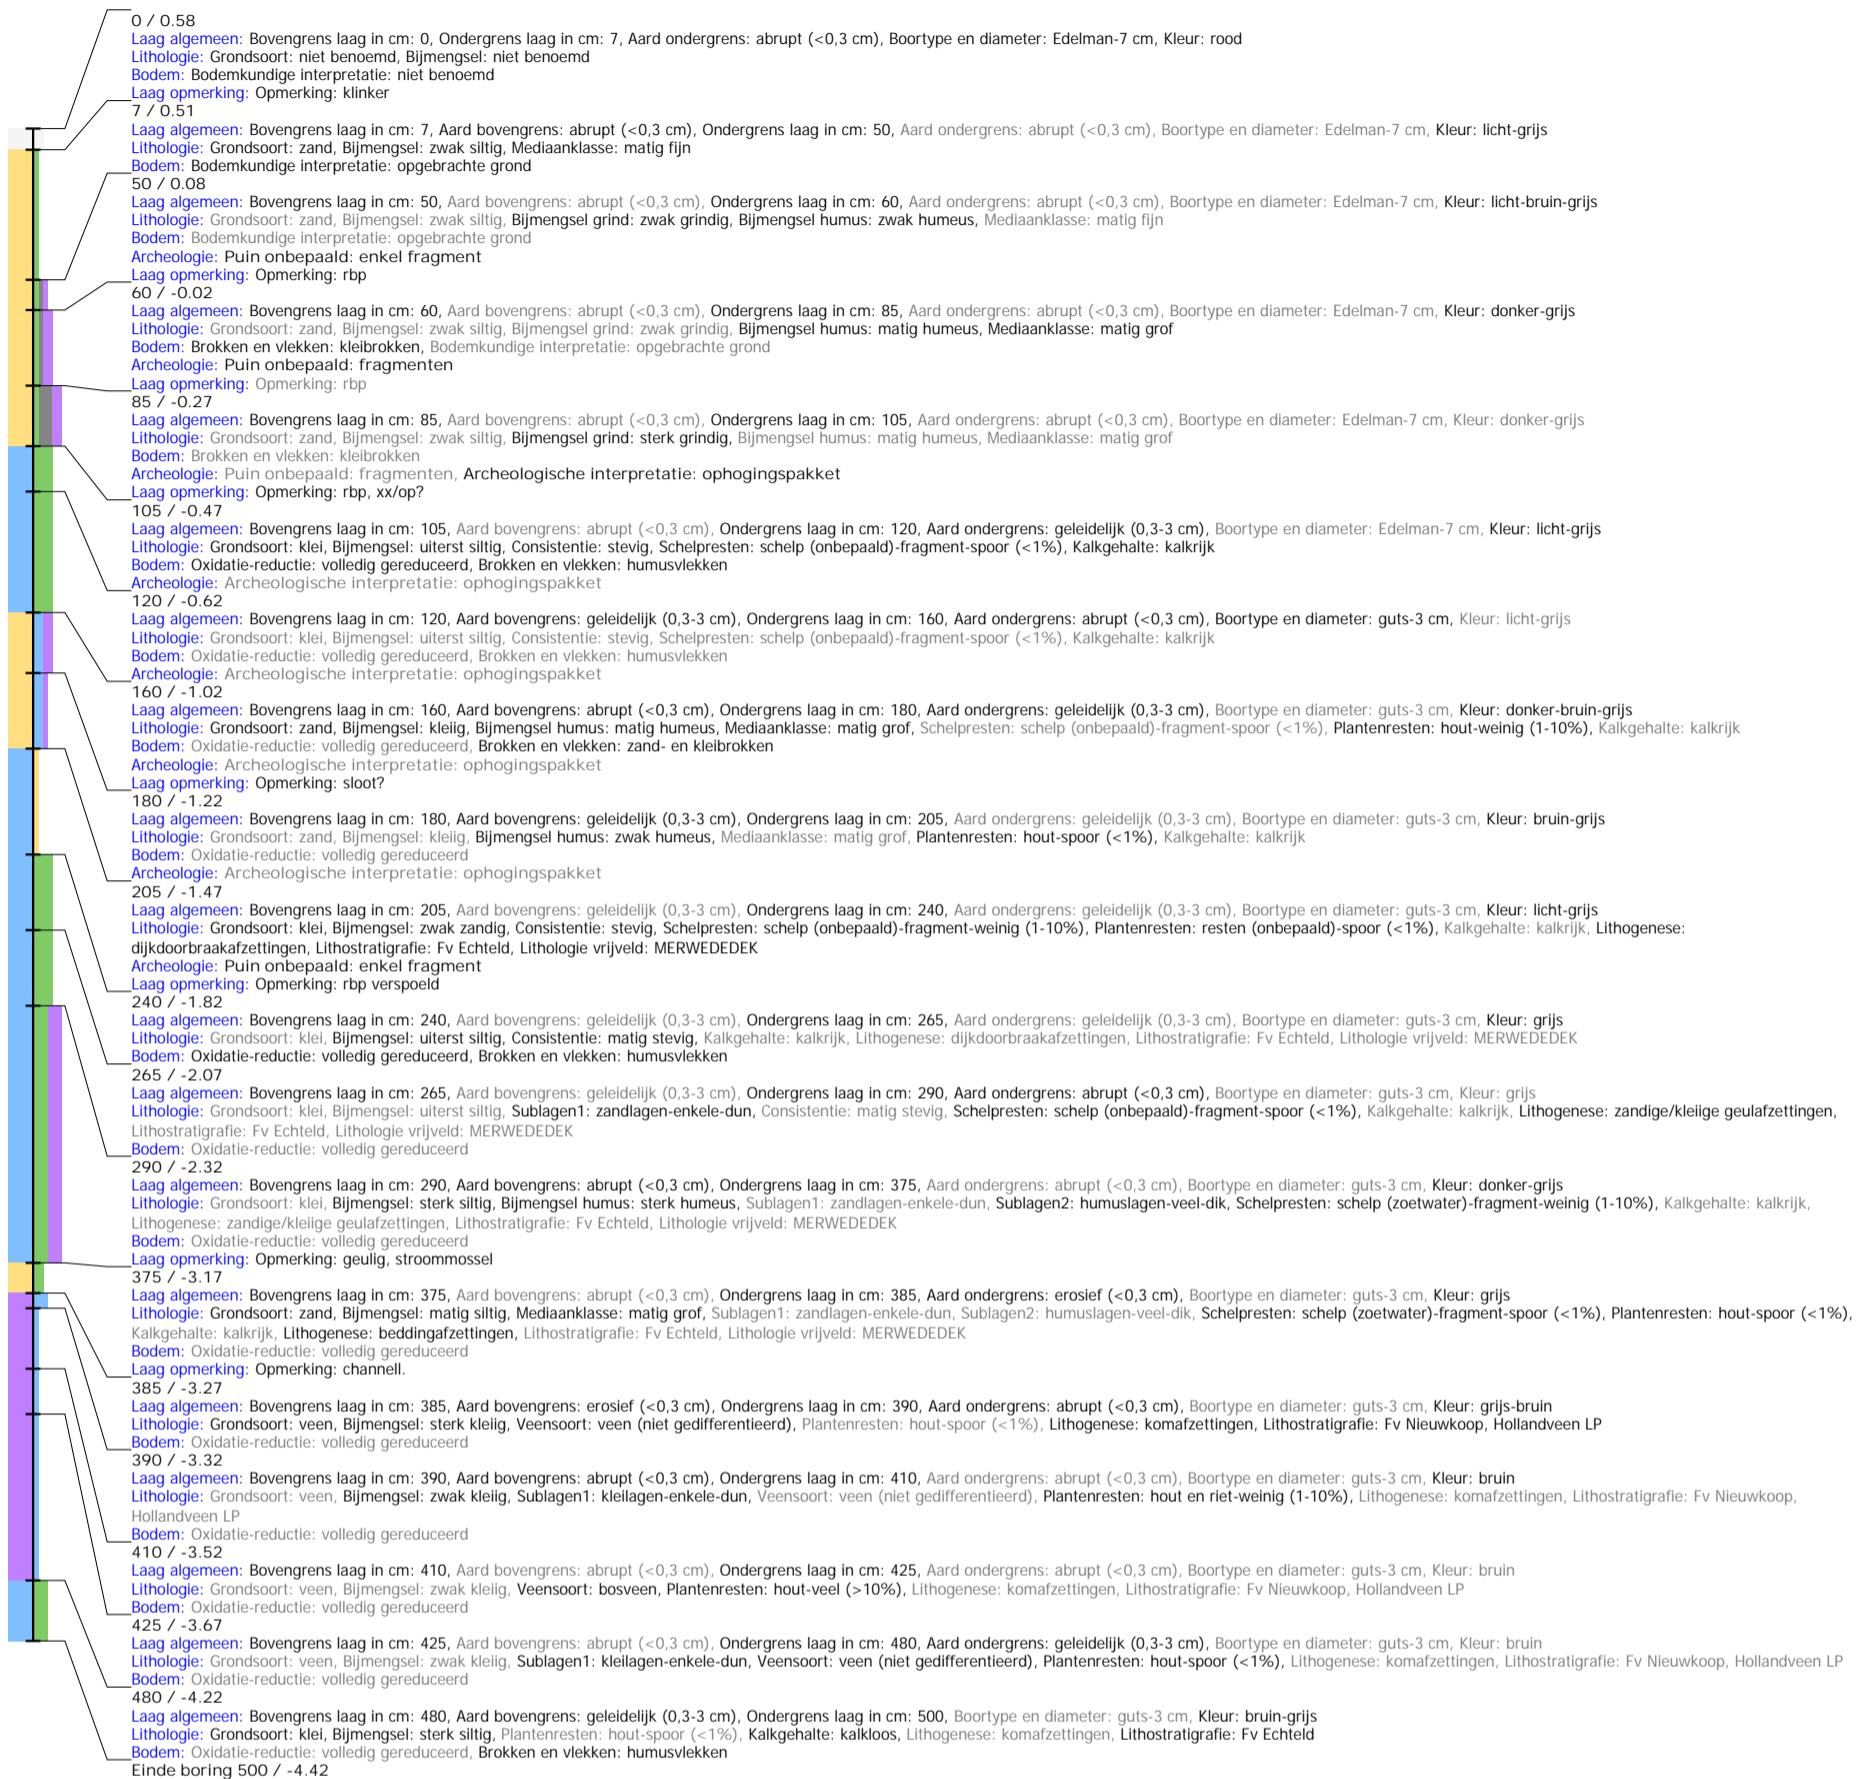 0 / 0.58
Laag algemeen: Bovengrens laag in cm: 0, Ondergrens laag in cm: 7, Aard ondergrens: abrupt (<0,3 cm), Boortype en diameter: Edelman-7 cm, Kleur: rood
Lithologie: Grondsoort: niet benoemd, Bijmengsel: niet benoemd
Bodem: Bodemkundige interpretatie: niet benoemd
Laag opmerking: Opmerking: klinker
7 / 0.51
Laag algemeen: Bovengrens laag in cm: 7, Aard bovengrens: abrupt (<0,3 cm), Ondergrens laag in cm: 50, Aard ondergrens: abrupt (<0,3 cm), Boortype en diameter: Edelman-7 cm, Kleur: licht-grijs
Lithologie: Grondsoort: zand, Bijmengsel: zwak siltig, Mediaanklasse: matig fijn
Bodem: Bodemkundige interpretatie: opgebrachte grond
50 / 0.08
Laag algemeen: Bovengrens laag in cm: 50, Aard bovengrens: abrupt (<0,3 cm), Ondergrens laag in cm: 60, Aard ondergrens: abrupt (<0,3 cm), Boortype en diameter: Edelman-7 cm, Kleur: licht-bruin-grijs
Lithologie: Grondsoort: zand, Bijmengsel: zwak siltig, Bijmengsel grind: zwak grindig, Bijmengsel humus: zwak humeus, Mediaanklasse: matig fijn
Bodem: Bodemkundige interpretatie: opgebrachte grond
Archeologie: Puin onbepaald: enkel fragment
Laag opmerking: Opmerking: rbp
60 / -0.02
Laag algemeen: Bovengrens laag in cm: 60, Aard bovengrens: abrupt (<0,3 cm), Ondergrens laag in cm: 85, Aard ondergrens: abrupt (<0,3 cm), Boortype en diameter: Edelman-7 cm, Kleur: donker-grijs
Lithologie: Grondsoort: zand, Bijmengsel: zwak siltig, Bijmengsel grind: zwak grindig, Bijmengsel humus: matig humeus, Mediaanklasse: matig grof
Bodem: Brokken en vlekken: kleibrokken, Bodemkundige interpretatie: opgebrachte grond
Archeologie: Puin onbepaald: fragmenten
Laag opmerking: Opmerking: rbp
85 / -0.27
Laag algemeen: Bovengrens laag in cm: 85, Aard bovengrens: abrupt (<0,3 cm), Ondergrens laag in cm: 105, Aard ondergrens: abrupt (<0,3 cm), Boortype en diameter: Edelman-7 cm, Kleur: donker-grijs
Lithologie: Grondsoort: zand, Bijmengsel: zwak siltig, Bijmengsel grind: sterk grindig, Bijmengsel humus: matig humeus, Mediaanklasse: matig grof
Bodem: Brokken en vlekken: kleibrokken
Archeologie: Puin onbepaald: fragmenten, Archeologische interpretatie: ophogingspakket
Laag opmerking: Opmerking: rbp, xx/op?
105 / -0.47
Laag algemeen: Bovengrens laag in cm: 105, Aard bovengrens: abrupt (<0,3 cm), Ondergrens laag in cm: 120, Aard ondergrens: geleidelijk (0,3-3 cm), Boortype en diameter: Edelman-7 cm, Kleur: licht-grijs
Lithologie: Grondsoort: klei, Bijmengsel: uiterst siltig, Consistentie: stevig, Schelpresten: schelp (onbepaald)-fragment-spoor (<1%), Kalkgehalte: kalkrijk
Bodem: Oxidatie-reductie: volledig gereduceerd, Brokken en vlekken: humusvlekken
Archeologie: Archeologische interpretatie: ophogingspakket
120 / -0.62
Laag algemeen: Bovengrens laag in cm: 120, Aard bovengrens: geleidelijk (0,3-3 cm), Ondergrens laag in cm: 160, Aard ondergrens: abrupt (<0,3 cm), Boortype en diameter: guts-3 cm, Kleur: licht-grijs
Lithologie: Grondsoort: klei, Bijmengsel: uiterst siltig, Consistentie: stevig, Schelpresten: schelp (onbepaald)-fragment-spoor (<1%), Kalkgehalte: kalkrijk
Bodem: Oxidatie-reductie: volledig gereduceerd, Brokken en vlekken: humusvlekken
Archeologie: Archeologische interpretatie: ophogingspakket
160 / -1.02
Laag algemeen: Bovengrens laag in cm: 160, Aard bovengrens: abrupt (<0,3 cm), Ondergrens laag in cm: 180, Aard ondergrens: geleidelijk (0,3-3 cm), Boortype en diameter: guts-3 cm, Kleur: donker-bruin-grijs
Lithologie: Grondsoort: zand, Bijmengsel: kleiig, Bijmengsel humus: matig humeus, Mediaanklasse: matig grof, Schelpresten: schelp (onbepaald)-fragment-spoor (<1%), Plantenresten: hout-weinig (1-10%), Kalkgehalte: kalkrijk
Bodem: Oxidatie-reductie: volledig gereduceerd, Brokken en vlekken: zand- en kleibrokken
Archeologie: Archeologische interpretatie: ophogingspakket
Laag opmerking: Opmerking: sloot?
180 / -1.22
Laag algemeen: Bovengrens laag in cm: 180, Aard bovengrens: geleidelijk (0,3-3 cm), Ondergrens laag in cm: 205, Aard ondergrens: geleidelijk (0,3-3 cm), Boortype en diameter: guts-3 cm, Kleur: bruin-grijs
Lithologie: Grondsoort: zand, Bijmengsel: kleiig, Bijmengsel humus: zwak humeus, Mediaanklasse: matig grof, Plantenresten: hout-spoor (<1%), Kalkgehalte: kalkrijk
Bodem: Oxidatie-reductie: volledig gereduceerd
Archeologie: Archeologische interpretatie: ophogingspakket
205 / -1.47
Laag algemeen: Bovengrens laag in cm: 205, Aard bovengrens: geleidelijk (0,3-3 cm), Ondergrens laag in cm: 240, Aard ondergrens: geleidelijk (0,3-3 cm), Boortype en diameter: guts-3 cm, Kleur: licht-grijs
Lithologie: Grondsoort: klei, Bijmengsel: zwak zandig, Consistentie: stevig, Schelpresten: schelp (onbepaald)-fragment-weinig (1-10%), Plantenresten: resten (onbepaald)-spoor (<1%), Kalkgehalte: kalkrijk, Lithogenese:
dijkdoorbraakafzettingen, Lithostratigrafie: Fv Echteld, Lithologie vrijveld: MERWEDEDEK
Archeologie: Puin onbepaald: enkel fragment
Laag opmerking: Opmerking: rbp verspoeld
240 / -1.82
Laag algemeen: Bovengrens laag in cm: 240, Aard bovengrens: geleidelijk (0,3-3 cm), Ondergrens laag in cm: 265, Aard ondergrens: geleidelijk (0,3-3 cm), Boortype en diameter: guts-3 cm, Kleur: grijs
Lithologie: Grondsoort: klei, Bijmengsel: uiterst siltig, Consistentie: matig stevig, Kalkgehalte: kalkrijk, Lithogenese: dijkdoorbraakafzettingen, Lithostratigrafie: Fv Echteld, Lithologie vrijveld: MERWEDEDEK
Bodem: Oxidatie-reductie: volledig gereduceerd, Brokken en vlekken: humusvlekken
265 / -2.07
Laag algemeen: Bovengrens laag in cm: 265, Aard bovengrens: geleidelijk (0,3-3 cm), Ondergrens laag in cm: 290, Aard ondergrens: abrupt (<0,3 cm), Boortype en diameter: guts-3 cm, Kleur: grijs
Lithologie: Grondsoort: klei, Bijmengsel: uiterst siltig, Sublagen1: zandlagen-enkele-dun, Consistentie: matig stevig, Schelpresten: schelp (onbepaald)-fragment-spoor (<1%), Kalkgehalte: kalkrijk, Lithogenese: zandige/kleiige geulafzettingen,
Lithostratigrafie: Fv Echteld, Lithologie vrijveld: MERWEDEDEK
Bodem: Oxidatie-reductie: volledig gereduceerd
290 / -2.32
Laag algemeen: Bovengrens laag in cm: 290, Aard bovengrens: abrupt (<0,3 cm), Ondergrens laag in cm: 375, Aard ondergrens: abrupt (<0,3 cm), Boortype en diameter: guts-3 cm, Kleur: donker-grijs
Lithologie: Grondsoort: klei, Bijmengsel: sterk siltig, Bijmengsel humus: sterk humeus, Sublagen1: zandlagen-enkele-dun, Sublagen2: humuslagen-veel-dik, Schelpresten: schelp (zoetwater)-fragment-weinig (1-10%), Kalkgehalte: kalkrijk,
Lithogenese: zandige/kleiige geulafzettingen, Lithostratigrafie: Fv Echteld, Lithologie vrijveld: MERWEDEDEK
Bodem: Oxidatie-reductie: volledig gereduceerd
Laag opmerking: Opmerking: geulig, stroommossel
375 / -3.17
Laag algemeen: Bovengrens laag in cm: 375, Aard bovengrens: abrupt (<0,3 cm), Ondergrens laag in cm: 385, Aard ondergrens: erosief (<0,3 cm), Boortype en diameter: guts-3 cm, Kleur: grijs
Lithologie: Grondsoort: zand, Bijmengsel: matig siltig, Mediaanklasse: matig grof, Sublagen1: zandlagen-enkele-dun, Sublagen2: humuslagen-veel-dik, Schelpresten: schelp (zoetwater)-fragment-spoor (<1%), Plantenresten: hout-spoor (<1%),
Kalkgehalte: kalkrijk, Lithogenese: beddingafzettingen, Lithostratigrafie: Fv Echteld, Lithologie vrijveld: MERWEDEDEK
Bodem: Oxidatie-reductie: volledig gereduceerd
Laag opmerking: Opmerking: channell.
385 / -3.27
Laag algemeen: Bovengrens laag in cm: 385, Aard bovengrens: erosief (<0,3 cm), Ondergrens laag in cm: 390, Aard ondergrens: abrupt (<0,3 cm), Boortype en diameter: guts-3 cm, Kleur: grijs-bruin
Lithologie: Grondsoort: veen, Bijmengsel: sterk kleiig, Veensoort: veen (niet gedifferentieerd), Plantenresten: hout-spoor (<1%), Lithogenese: komafzettingen, Lithostratigrafie: Fv Nieuwkoop, Hollandveen LP
Bodem: Oxidatie-reductie: volledig gereduceerd
390 / -3.32
Laag algemeen: Bovengrens laag in cm: 390, Aard bovengrens: abrupt (<0,3 cm), Ondergrens laag in cm: 410, Aard ondergrens: abrupt (<0,3 cm), Boortype en diameter: guts-3 cm, Kleur: bruin
Lithologie: Grondsoort: veen, Bijmengsel: zwak kleiig, Sublagen1: kleilagen-enkele-dun, Veensoort: veen (niet gedifferentieerd), Plantenresten: hout en riet-weinig (1-10%), Lithogenese: komafzettingen, Lithostratigrafie: Fv Nieuwkoop,
Hollandveen LP
Bodem: Oxidatie-reductie: volledig gereduceerd
410 / -3.52
Laag algemeen: Bovengrens laag in cm: 410, Aard bovengrens: abrupt (<0,3 cm), Ondergrens laag in cm: 425, Aard ondergrens: abrupt (<0,3 cm), Boortype en diameter: guts-3 cm, Kleur: bruin
Lithologie: Grondsoort: veen, Bijmengsel: zwak kleiig, Veensoort: bosveen, Plantenresten: hout-veel (>10%), Lithogenese: komafzettingen, Lithostratigrafie: Fv Nieuwkoop, Hollandveen LP
Bodem: Oxidatie-reductie: volledig gereduceerd
425 / -3.67
Laag algemeen: Bovengrens laag in cm: 425, Aard bovengrens: abrupt (<0,3 cm), Ondergrens laag in cm: 480, Aard ondergrens: geleidelijk (0,3-3 cm), Boortype en diameter: guts-3 cm, Kleur: bruin
Lithologie: Grondsoort: veen, Bijmengsel: zwak kleiig, Sublagen1: kleilagen-enkele-dun, Veensoort: veen (niet gedifferentieerd), Plantenresten: hout-spoor (<1%), Lithogenese: komafzettingen, Lithostratigrafie: Fv Nieuwkoop, Hollandveen LP
Bodem: Oxidatie-reductie: volledig gereduceerd
480 / -4.22
Laag algemeen: Bovengrens laag in cm: 480, Aard bovengrens: geleidelijk (0,3-3 cm), Ondergrens laag in cm: 500, Boortype en diameter: guts-3 cm, Kleur: bruin-grijs
Lithologie: Grondsoort: klei, Bijmengsel: sterk siltig, Plantenresten: hout-spoor (<1%), Kalkgehalte: kalkloos, Lithogenese: komafzettingen, Lithostratigrafie: Fv Echteld
Bodem: Oxidatie-reductie: volledig gereduceerd, Brokken en vlekken: humusvlekken
Einde boring 500 / -4.42